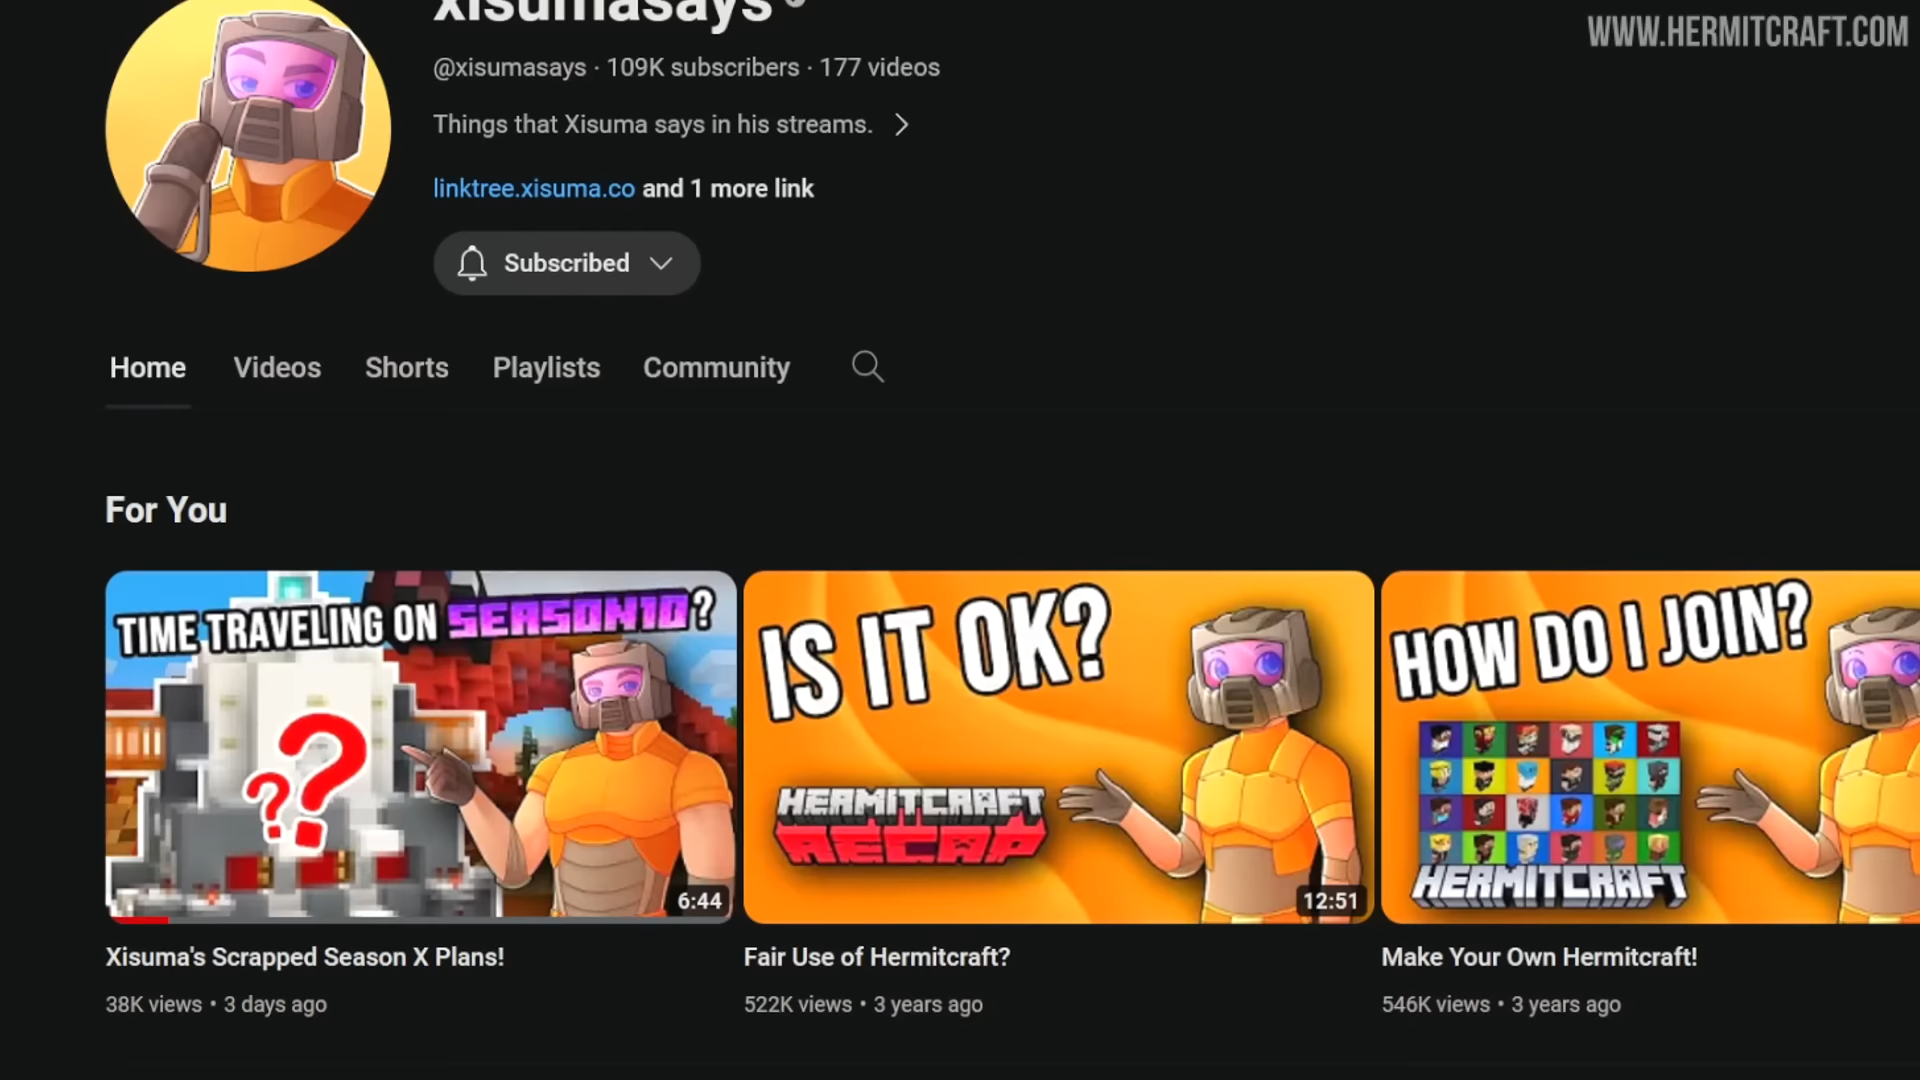 xisumasays
WWW.HERMITCRAFT.COM
@xisumasays · 109K subscribers · 177 videos
Things that Xisuma says in his streams.
linktree.xisuma.co and 1 more link
Subscribed
Home Videos Shorts Playlists Community
For You
TIME TRAVELING ON SEASON 10?
6:44
IS IT OK?
HERMITCRAFT
RECAP
12:51
HOW DO I JOIN?
HERMITCRAFT
Xisuma's Scrapped Season X Plans!
38K views • 3 days ago
Fair Use of Hermitcraft?
522K views • 3 years ago
Make Your Own Hermitcraft!
546K views • 3 years ago